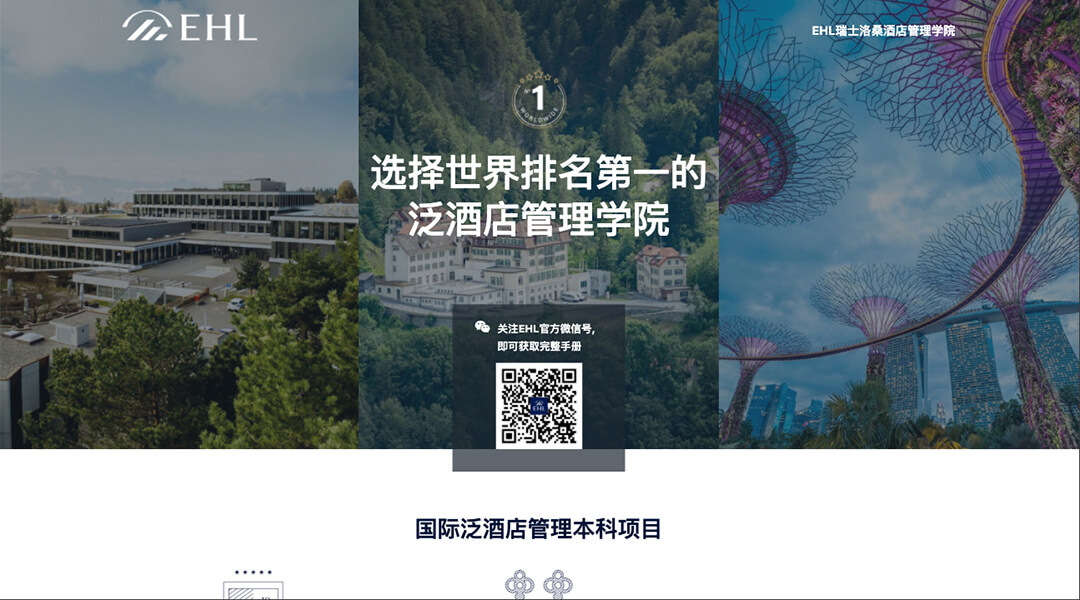 EHL
EHL瑞士洛桑酒店管理学院
1
WORLDWIDE
选择世界排名第一的
泛酒店管理学院
关注EHL官方微信号,
即可获取完整手册
EHL
国际泛酒店管理本科项目